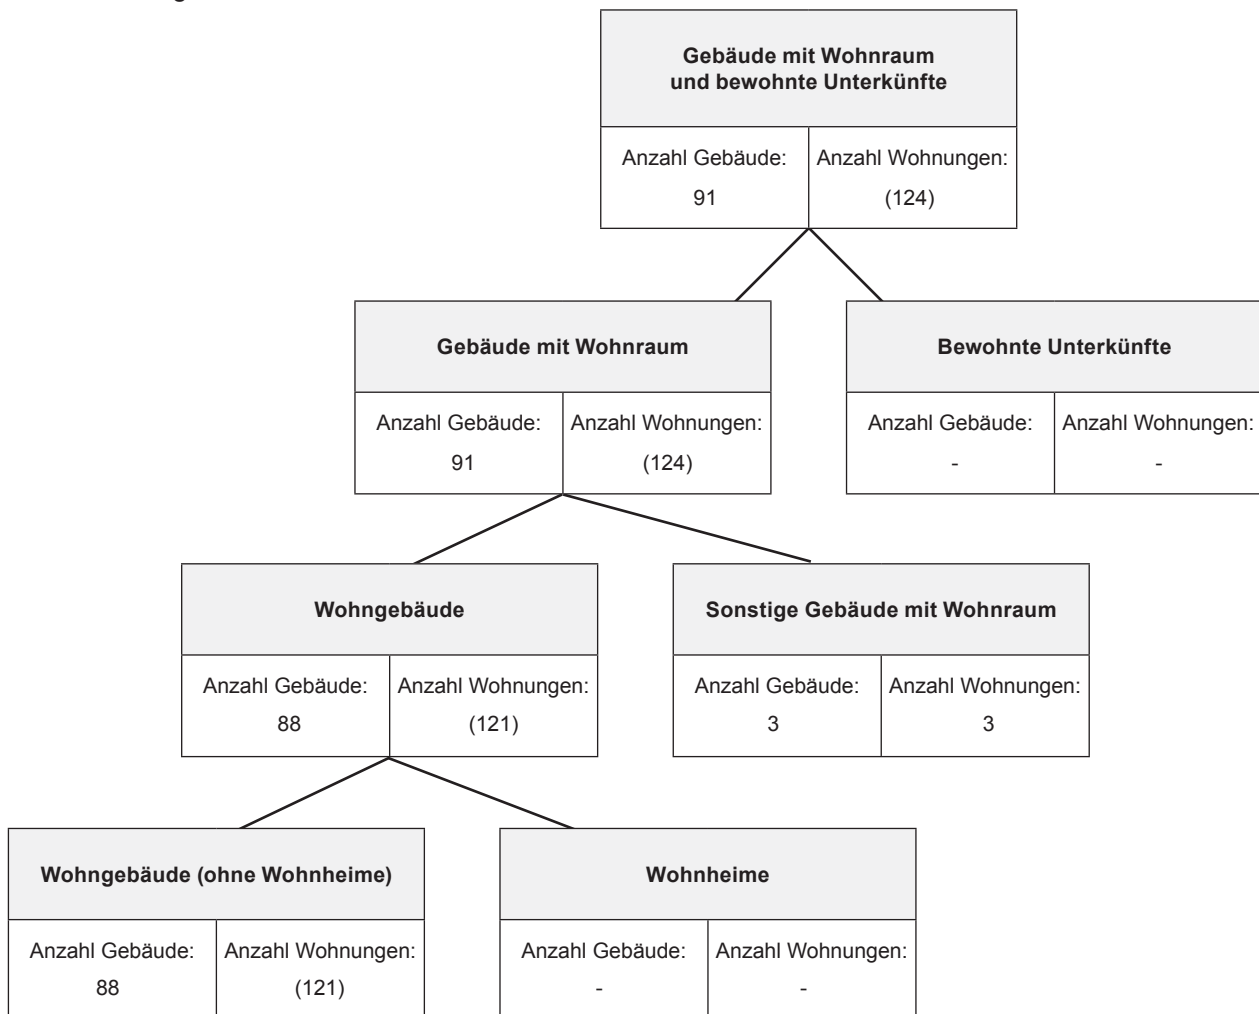 Gebäude mit Wohnraum
und bewohnte Unterkünfte
Anzahl Gebäude: Anzahl Wohnungen:
91 (124)
Gebäude mit Wohnraum
Anzahl Gebäude: Anzahl Wohnungen:
91 (124)
Bewohnte Unterkünfte
Anzahl Gebäude: Anzahl Wohnungen:
- -
Wohngebäude
Anzahl Gebäude: Anzahl Wohnungen:
88 (121)
Sonstige Gebäude mit Wohnraum
Anzahl Gebäude: Anzahl Wohnungen:
3 3
Wohngebäude (ohne Wohnheime)
Anzahl Gebäude: Anzahl Wohnungen:
88 (121)
Wohnheime
Anzahl Gebäude: Anzahl Wohnungen:
- -